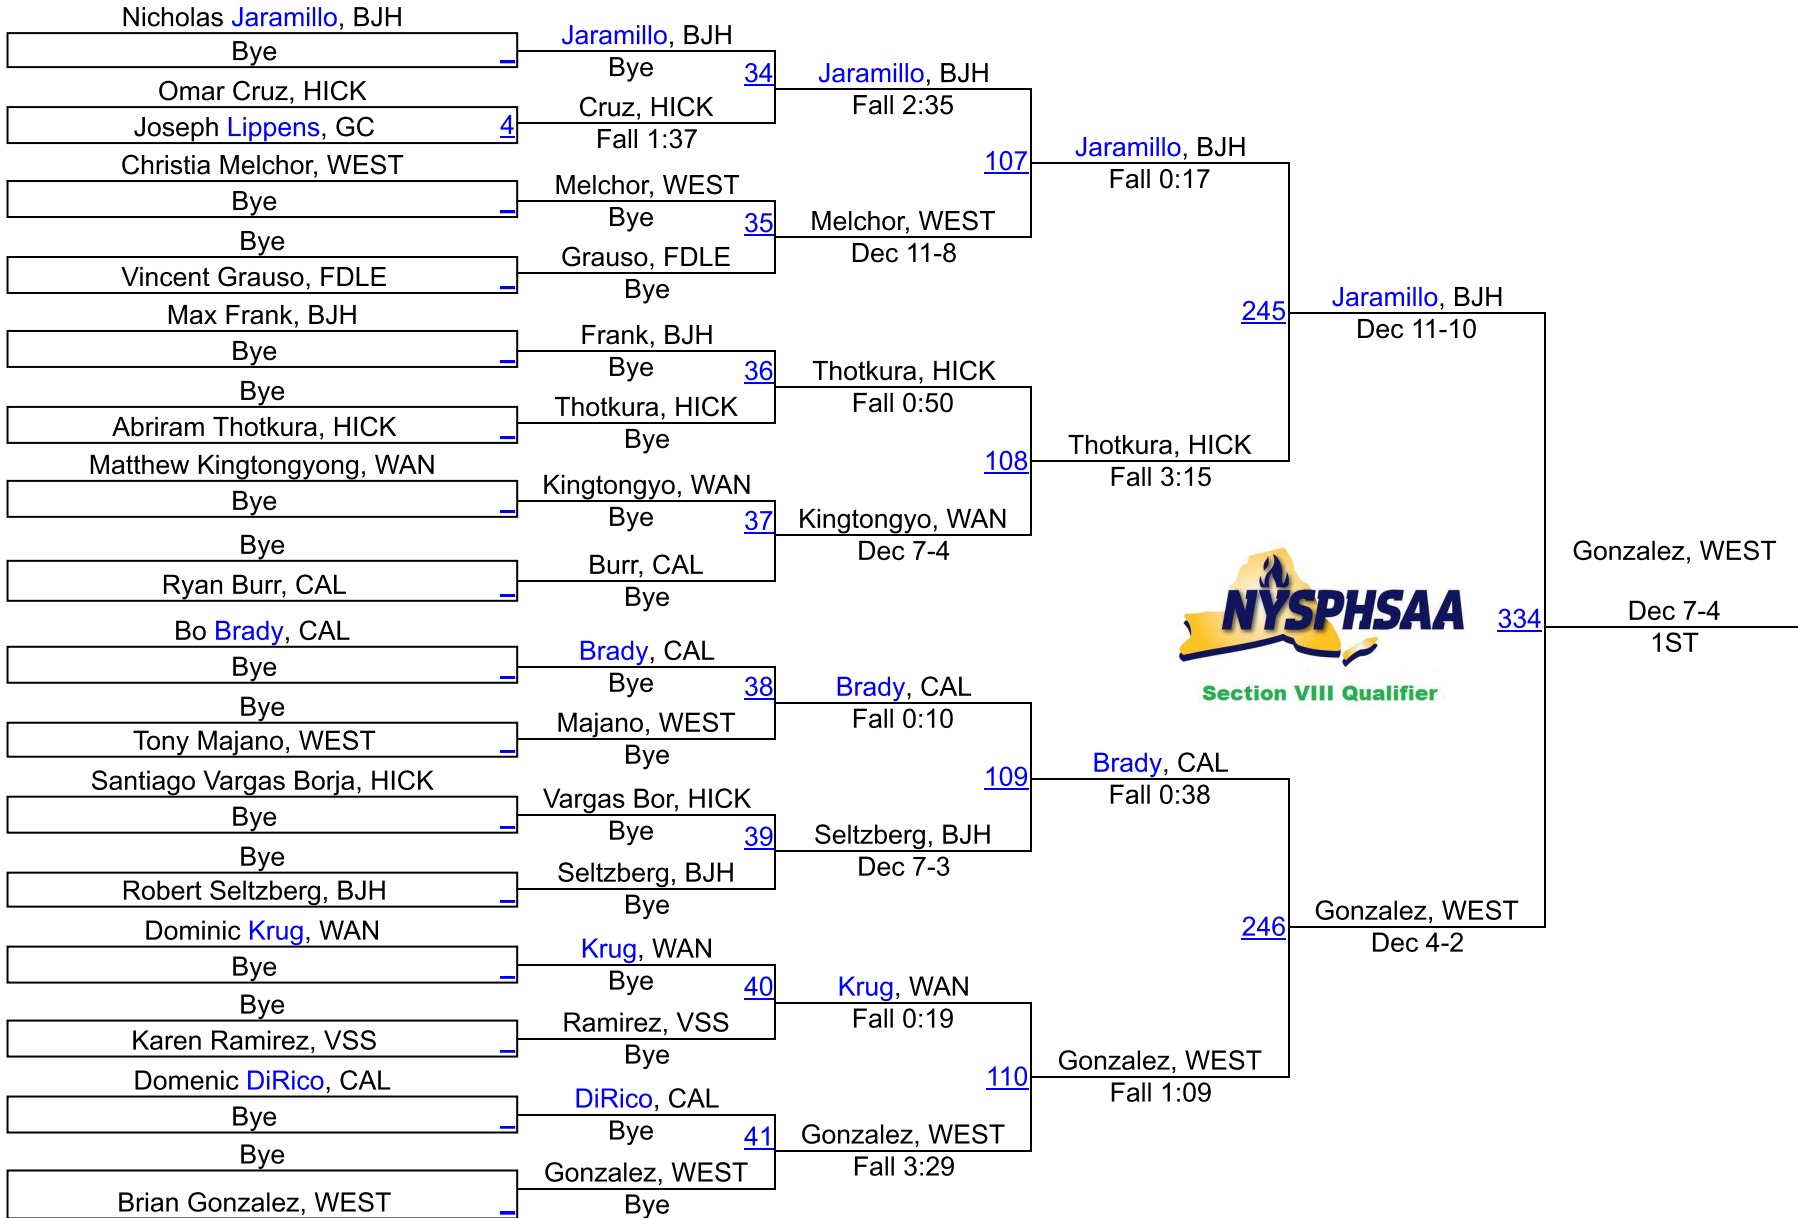 Nicholas Jaramillo, BJH
Bye
Omar Cruz, HICK
Joseph Lippens, GC 4
Christia Melchor, WEST
Bye
Bye
Vincent Grauso, FDLE
Max Frank, BJH
Bye
Bye
Abriram Thotkura, HICK
Matthew Kingtongyong, WAN
Bye
Bye
Ryan Burr, CAL
Bo Brady, CAL
Bye
Bye
Tony Majano, WEST
Santiago Vargas Borja, HICK
Bye
Bye
Robert Seltzberg, BJH
Dominic Krug, WAN
Bye
Bye
Karen Ramirez, VSS
Domenic DiRico, CAL
Bye
Bye
Brian Gonzalez, WEST
Jaramillo, BJH
Bye
34
Cruz, HICK
Fall 1:37
Melchor, WEST
Bye
35
Grauso, FDLE
Bye
Frank, BJH
Bye
36
Thotkura, HICK
Bye
Kingtongyo, WAN
Bye
37
Burr, CAL
Bye
Brady, CAL
Bye
38
Majano, WEST
Bye
Vargas Bor, HICK
Bye
39
Seltzberg, BJH
Bye
Krug, WAN
Bye
40
Ramirez, VSS
Bye
DiRico, CAL
Bye
41
Gonzalez, WEST
Bye
Jaramillo, BJH
Fall 2:35
107
Melchor, WEST
Dec 11-8
Thotkura, HICK
Fall 0:50
108
Kingtongyo, WAN
Dec 7-4
Brady, CAL
Fall 0:10
109
Seltzberg, BJH
Dec 7-3
Krug, WAN
Fall 0:19
110
Gonzalez, WEST
Fall 3:29
Jaramillo, BJH
Fall 0:17
245
Thotkura, HICK
Fall 3:15
Brady, CAL
Fall 0:38
246
Gonzalez, WEST
Fall 1:09
Jaramillo, BJH
Dec 11-10
NYSPHSAA
Section VIII Qualifier
334
Gonzalez, WEST
Dec 4-2
Gonzalez, WEST
Dec 7-4
1ST